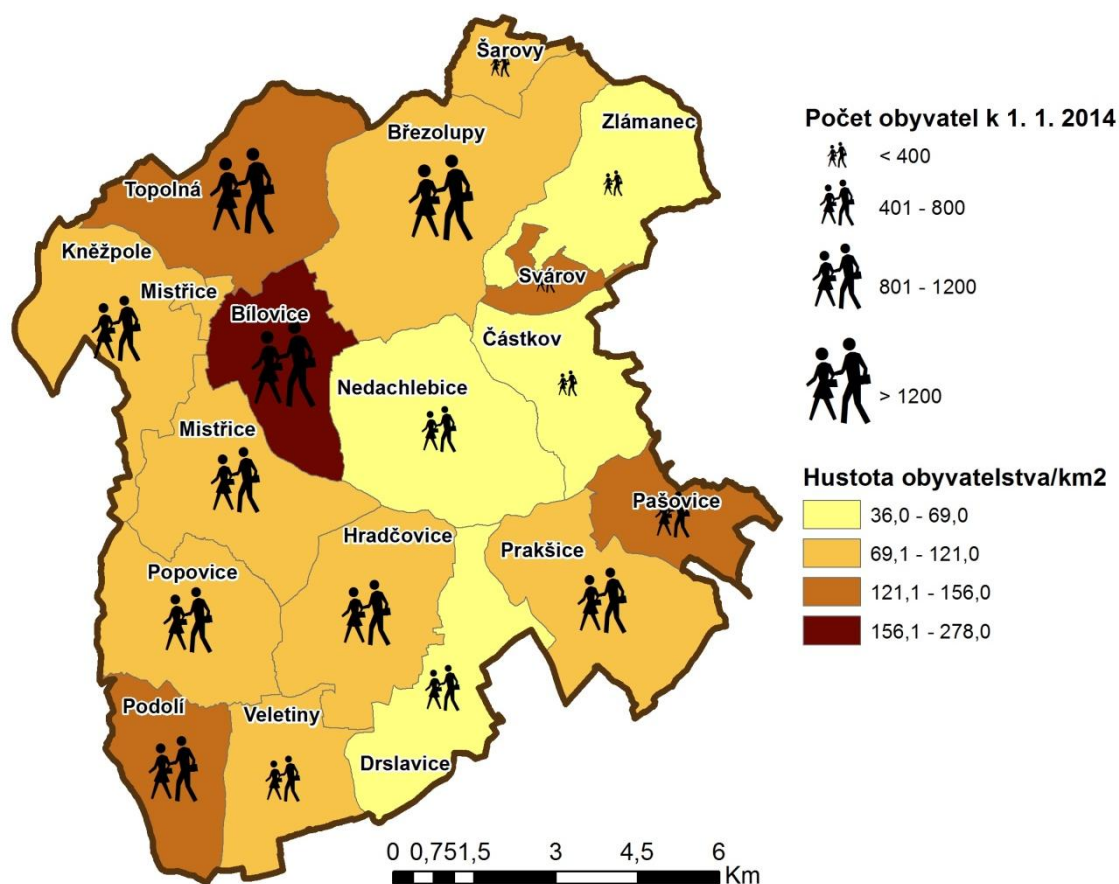 Šarovy
Březolupy
Zlámanec
Topolná
Kněžpole
Mistřice
Bílovice
Svárov
Částkov
Nedachlebice
Mistřice
Pašovice
Hradčovice
Prakšice
Popovice
Podolí
Veletiny
Drslavice
0 0,75 1,5 3 4,5 6
Km
Počet obyvatel k 1. 1. 2014
< 400
401 - 800
801 - 1200
> 1200
Hustota obyvatelstva/km2
36,0 - 69,0
69,1 - 121,0
121,1 - 156,0
156,1 - 278,0